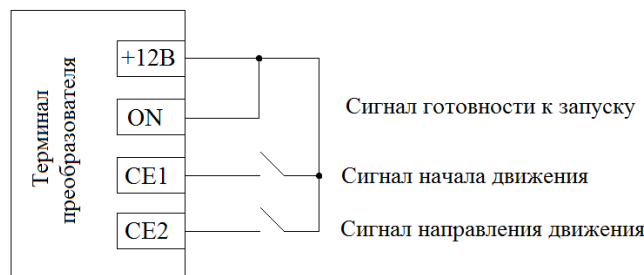 Терминал
преобразователя
+12В
ON
CE1
CE2
Сигнал готовности к запуску
Сигнал начала движения
Сигнал направления движения